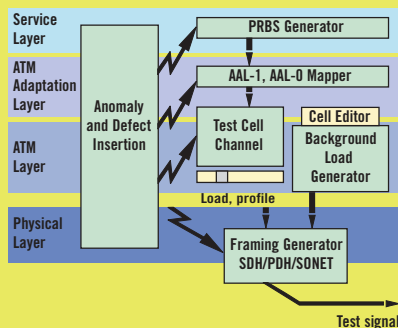 Service
Layer
PRBS Generator
ATM
Adaptation
Layer
AAL-1, AAL-0 Mapper
Anomaly
and Defect
Insertion
Test Cell
Channel
Cell Editor
ATM
Layer
Background
Load
Generator
Load, profile
Physical
Layer
Framing Generator
SDH/PDH/SONET
Test signal